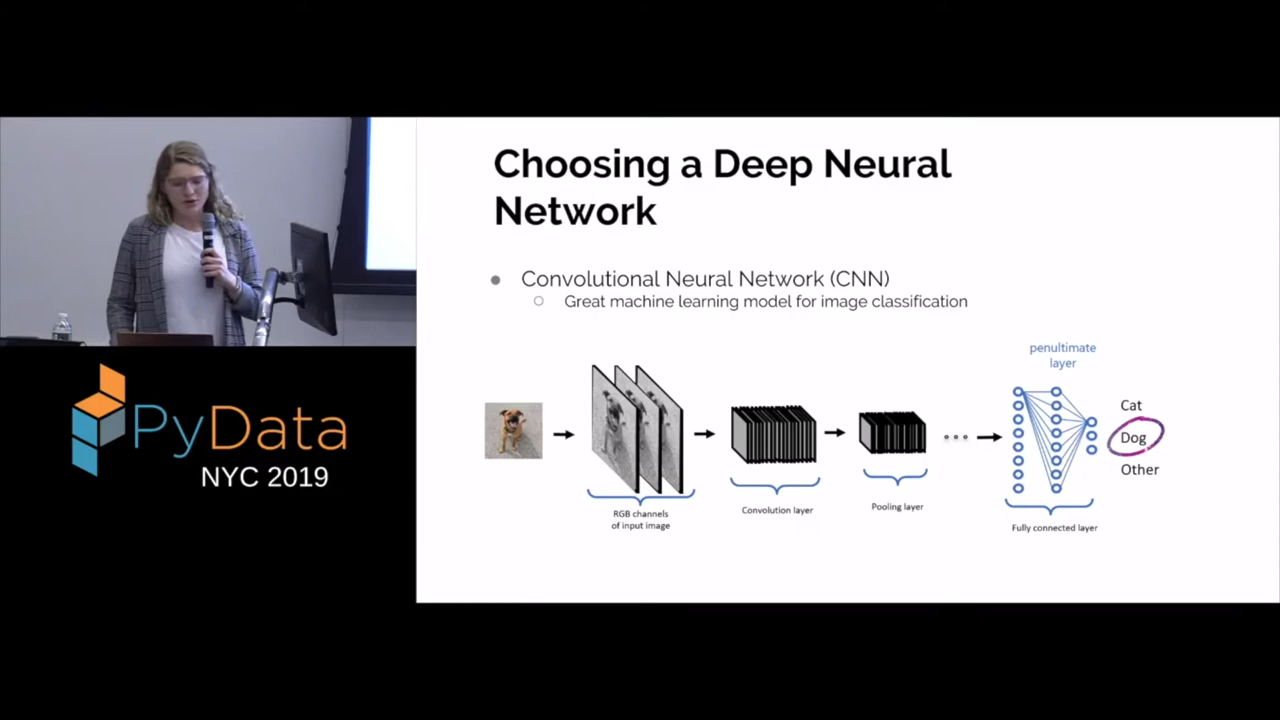 Choosing a Deep Neural
Network
Convolutional Neural Network (CNN)
Great machine learning model for image classification
penultimate
layer
Cat
Dog
Other
RGB channels
of input image
Convolution layer
Pooling layer
Fully connected layer
PyData
NYC 2019